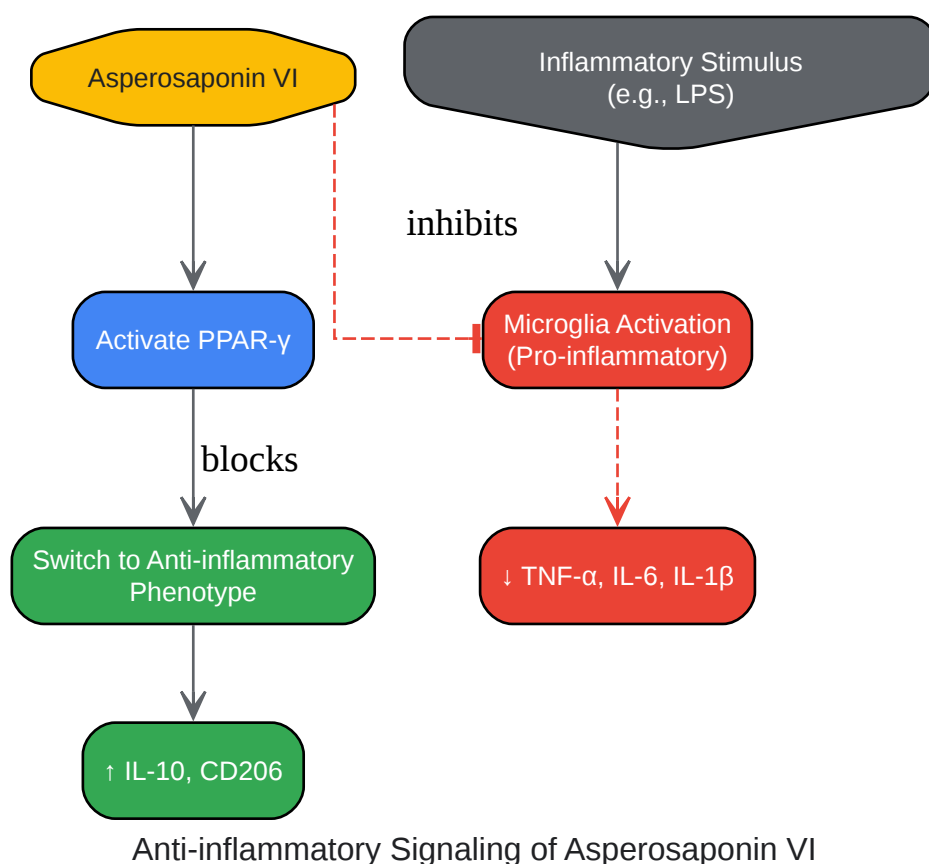 Asperosaponin VI
Inflammatory Stimulus
(e.g., LPS)
inhibits
Activate PPAR-γ
Microglia Activation
(Pro-inflammatory)
blocks
Switch to Anti-inflammatory
Phenotype
↓ TNF-α, IL-6, IL-1β
↑ IL-10, CD206
Anti-inflammatory Signaling of Asperosaponin VI